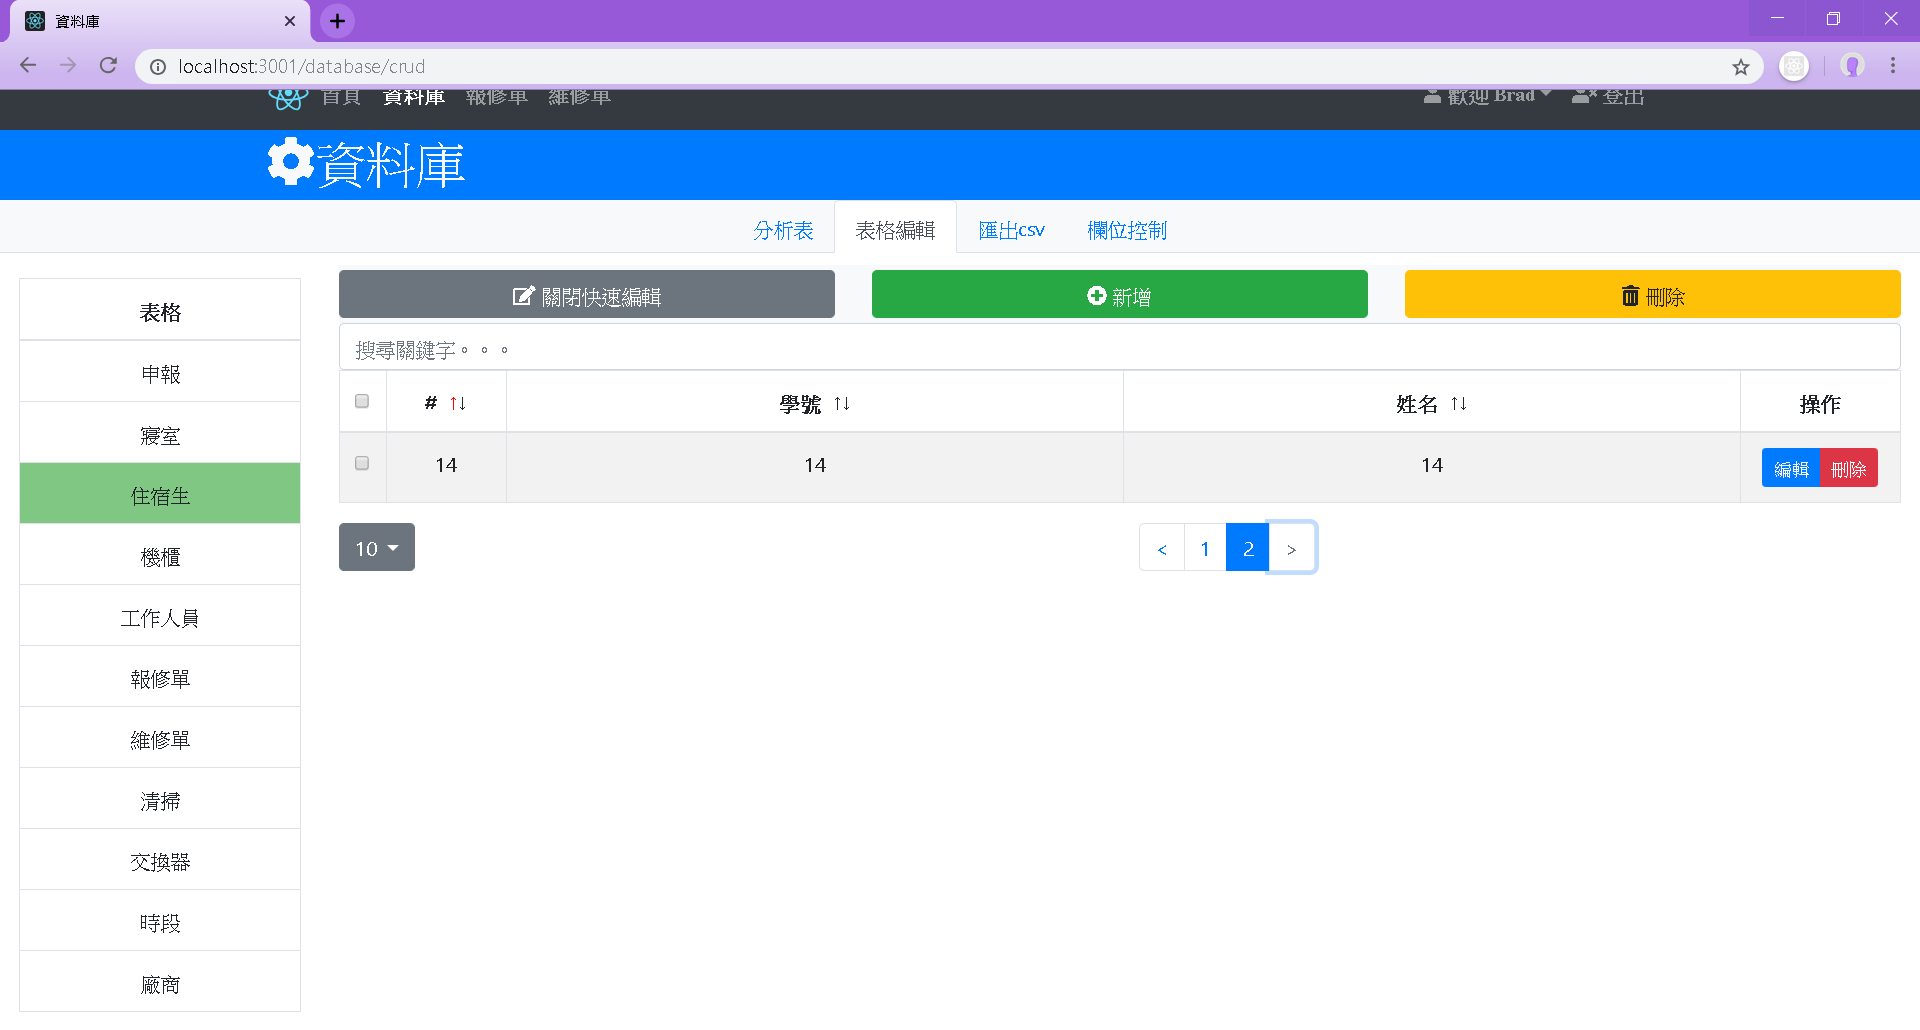 資料庫
localhost:3001/database/crud
首頁 資料庫 報修單 維修單 歡迎 Brad 登出
資料庫
分析表 表格編輯 匯出csv 欄位控制
表格
申報
寢室
住宿生
機櫃
工作人員
報修單
維修單
清掃
交換器
時段
廠商
關閉快速編輯 新增 刪除
搜尋關鍵字。。。
# ↑↓ 學號 ↑↓ 姓名 ↑↓ 操作
14 14 14 編輯 刪除
10 < 1 2 >